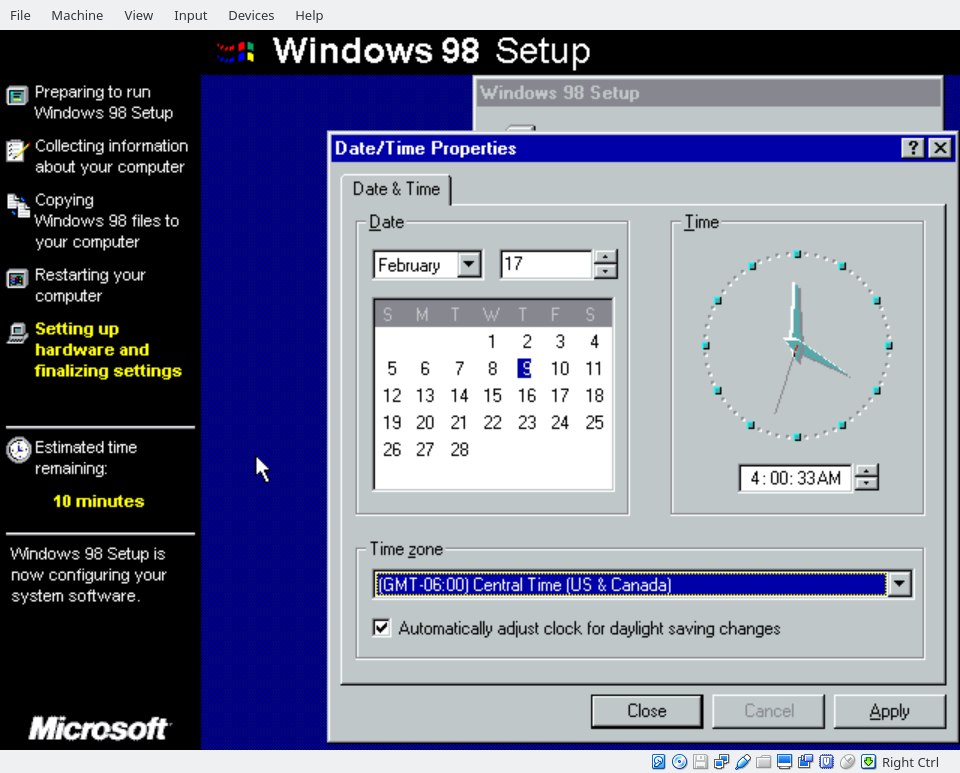 File Machine View Input Devices Help
Windows 98 Setup
Preparing to run
Windows 98 Setup
Collecting information
about your computer
Copying
Windows 98 files to
your computer
Restarting your
computer
Setting up
hardware and
finalizing settings
Estimated time
remaining:
10 minutes
Windows 98 Setup is
now configuring your
system software.
Microsoft
Windows 98 Setup
Date/Time Properties
Date & Time
Date
February 17
S M T W T F S
1 2 3 4
5 6 7 8 9 10 11
12 13 14 15 16 17 18
19 20 21 22 23 24 25
26 27 28
Time
4:00:33AM
Time zone
(GMT-06:00) Central Time (US & Canada)
Automatically adjust clock for daylight saving changes
Close Cancel Apply
Right Ctrl